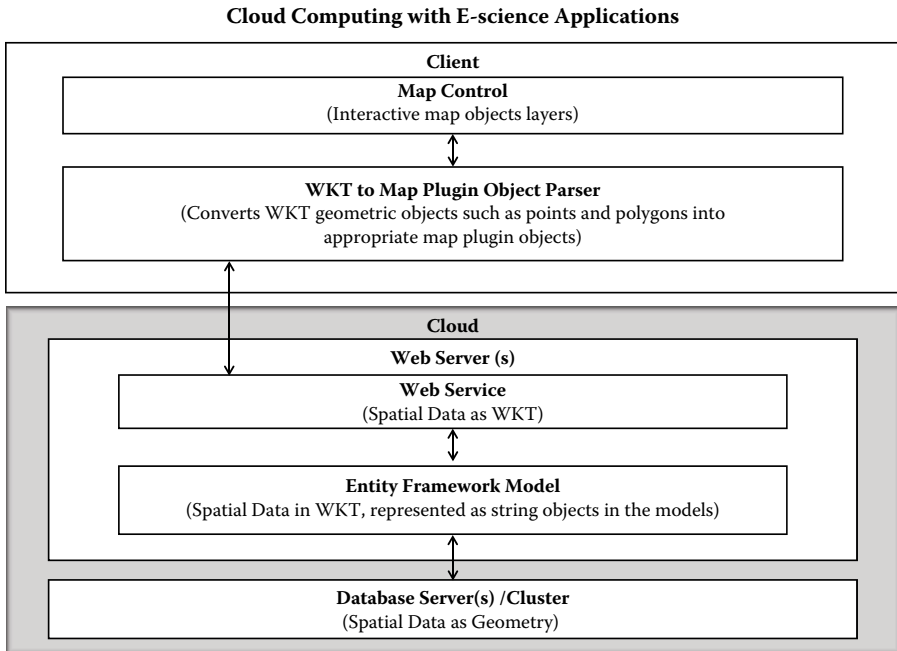 Cloud Computing with E-science Applications
Client
Map Control
(Interactive map objects layers)
WKT to Map Plugin Object Parser
(Converts WKT geometric objects such as points and polygons into
appropriate map plugin objects)
Cloud
Web Server (s)
Web Service
(Spatial Data as WKT)
Entity Framework Model
(Spatial Data in WKT, represented as string objects in the models)
Database Server(s) /Cluster
(Spatial Data as Geometry)